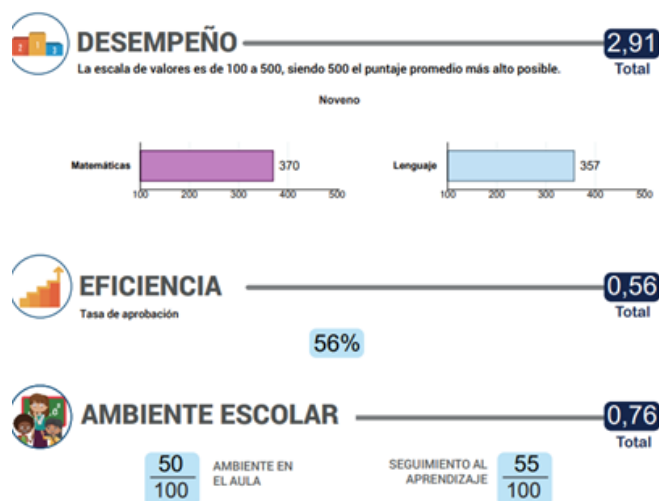 DESEMPEÑO
2,91
Total
La escala de valores es de 100 a 500, siendo 500 el puntaje promedio más alto posible.
Noveno
Matemáticas
370
100 200 300 400 500
Lenguaje
357
100 200 300 400 500
EFICIENCIA
0,56
Total
Tasa de aprobación
56%
AMBIENTE ESCOLAR
0,76
Total
50
100
AMBIENTE EN
EL AULA
SEGUIMIENTO AL
APRENDIZAJE
55
100
2 1 3